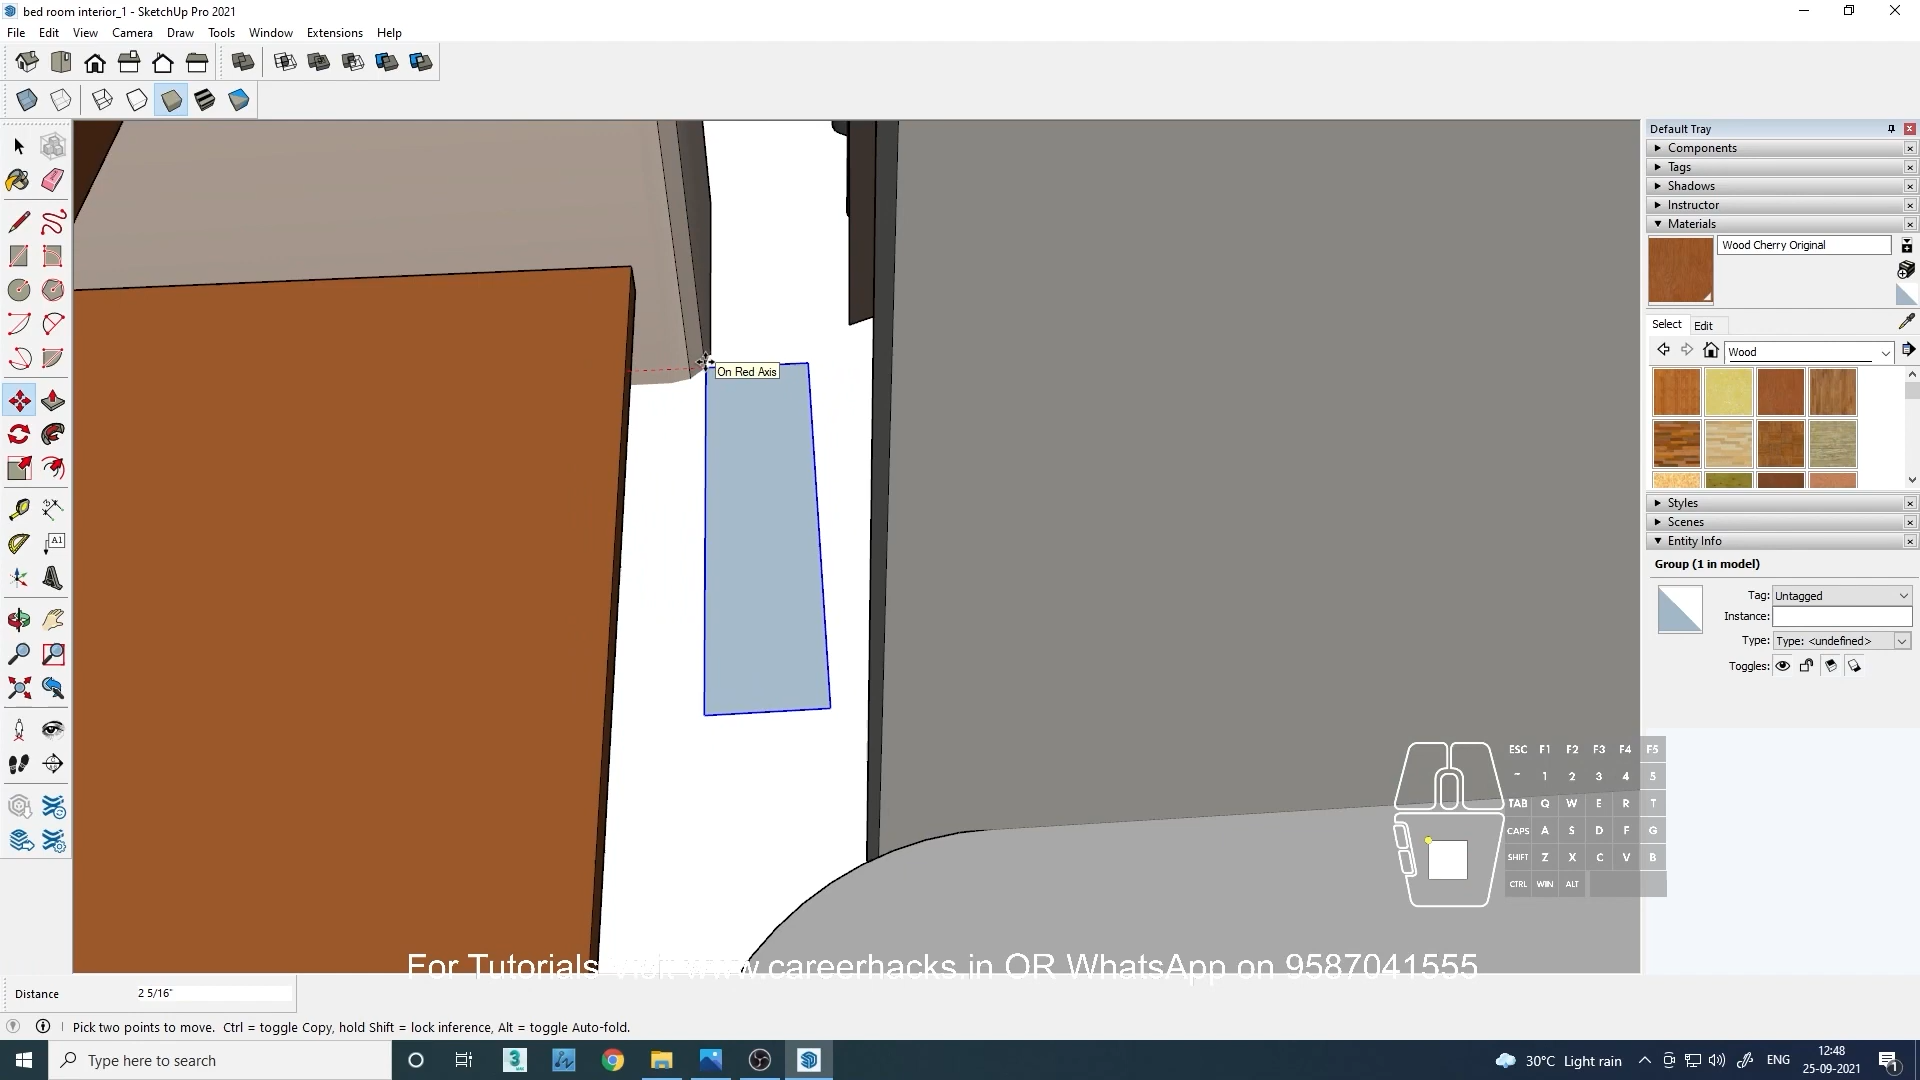 bed room interior_1 - SketchUp Pro 2021
File Edit View Camera Draw Tools Window Extensions Help
Default Tray
Components
Tags
Shadows
Instructor
Materials
Wood Cherry Original
Select Edit
Wood
On Red Axis
A1
Styles
Scenes
Entity Info
Group (1 in model)
Tag: Untagged
Instance:
Type: Type: <undefined>
Toggles:
ESC F1 F2 F3 F4 F5
~ 1 2 3 4 5
TAB Q W E R T
CAPS A S D F G
SHIFT Z X C V B
CTRL WIN ALT
For Tutorials Visit www.careerhacks.in OR WhatsApp on 9587041555
Distance 2 5/16"
Pick two points to move. Ctrl = toggle Copy, hold Shift = lock inference, Alt = toggle Auto-fold.
Type here to search
30°C Light rain
ENG
12:48
25-09-2021
1